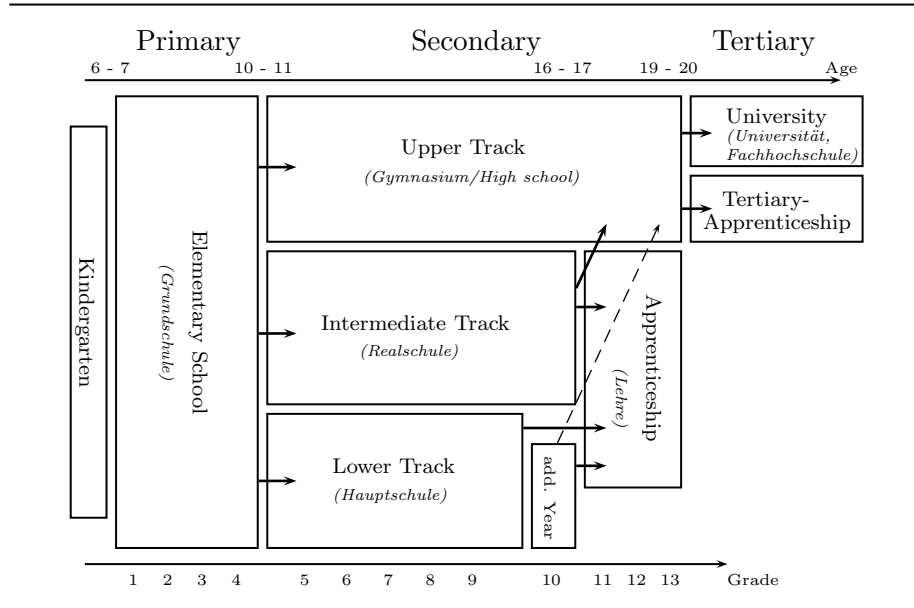 Primary
Secondary
Tertiary
6 - 7
10 - 11
16 - 17
19 - 20
Age
Kindergarten
Elementary School
(Grundschule)
Upper Track
(Gymnasium/High school)
Intermediate Track
(Realschule)
Lower Track
(Hauptschule)
add. Year
Apprenticeship
(Lehre)
University
(Universität,
Fachhochschule)
Tertiary-
Apprenticeship
1 2 3 4 5 6 7 8 9 10 11 12 13 Grade